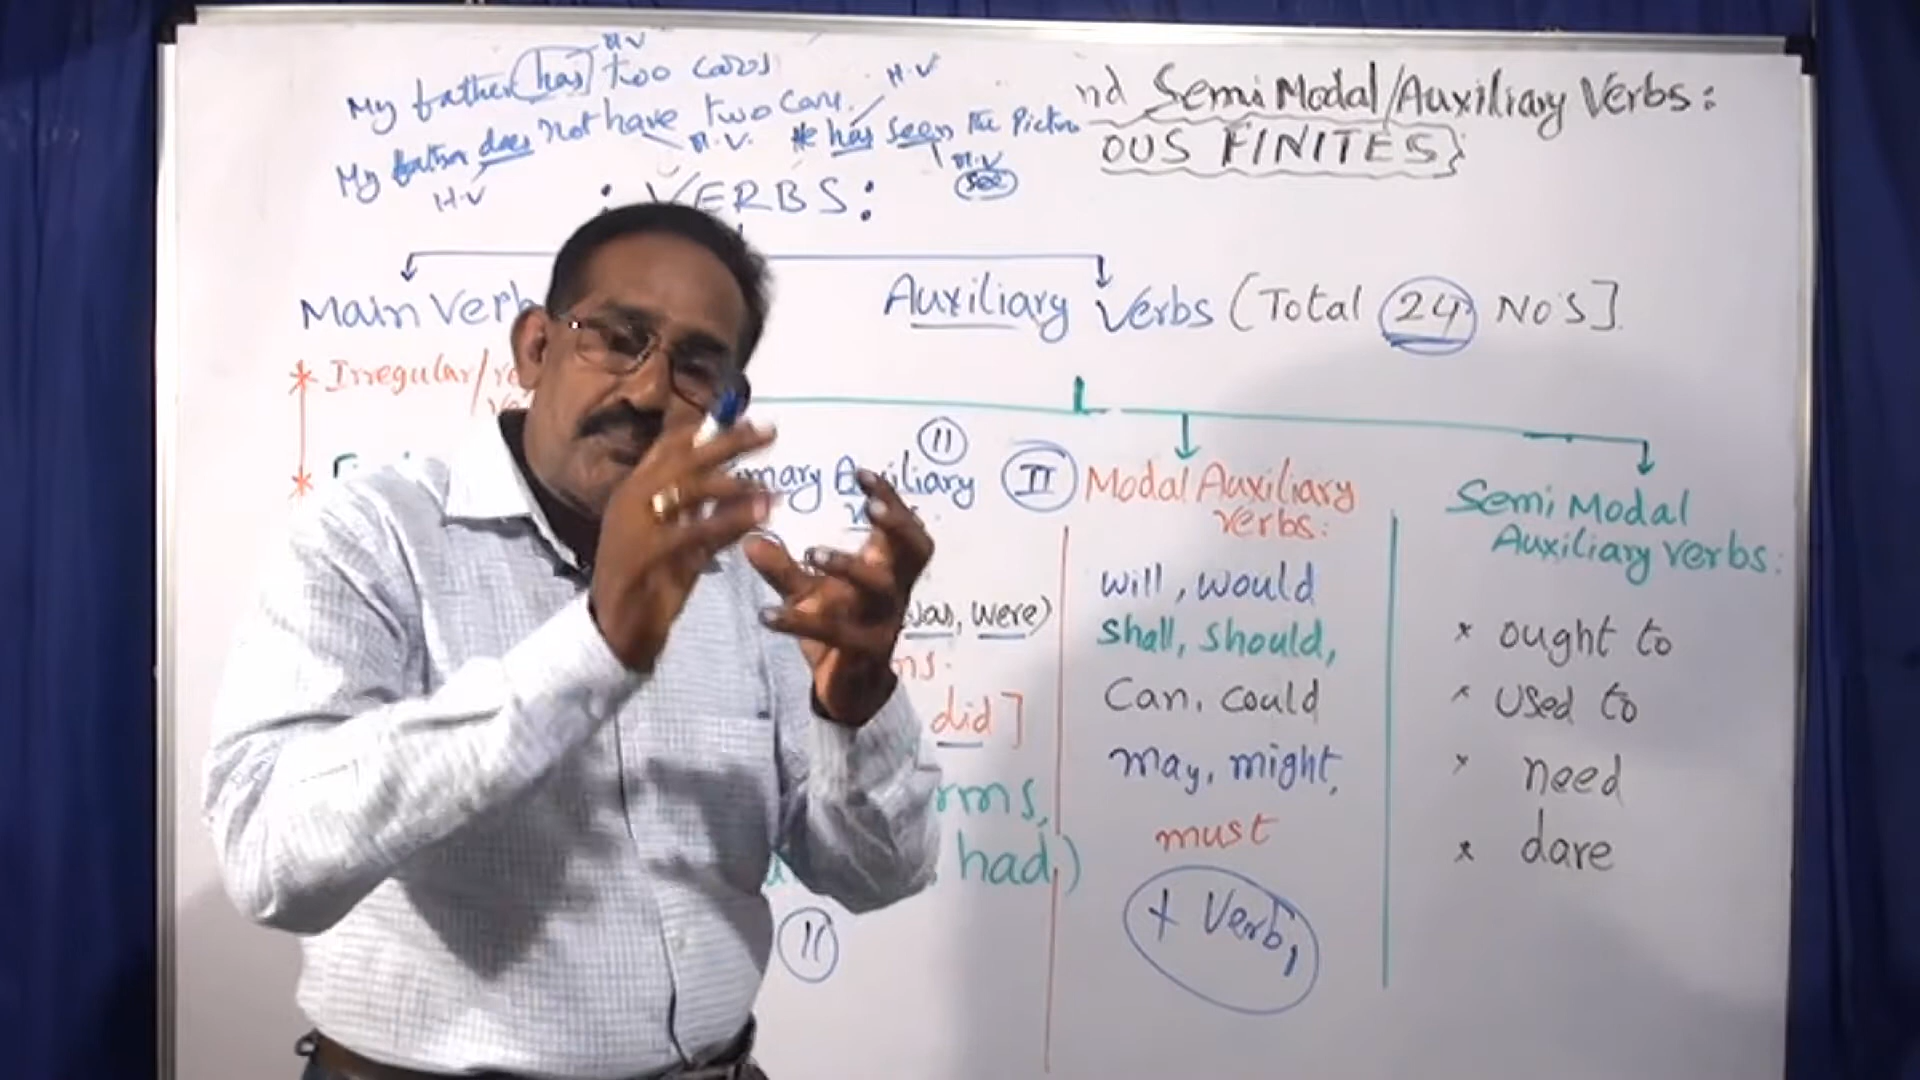 M.V
My father has two cars
H.V
nd Semi Modal/Auxiliary Verbs:
My father does not have two cars.
M.V. * has seen the Picture
OUS FINITES}
H.V
M.V
see
: VERBS:
Main Verb
Auxiliary Verbs (Total 24 NOS]
* Irregular/re
11
mary Auxiliary
II
Modal Auxiliary
verbs:
Semi Modal
Auxiliary verbs:
was, were)
did]
rms,
had,)
11
will, would
shall, should,
Can, could
may, might,
must
+ Verb,
* ought to
* used to
* need
* dare